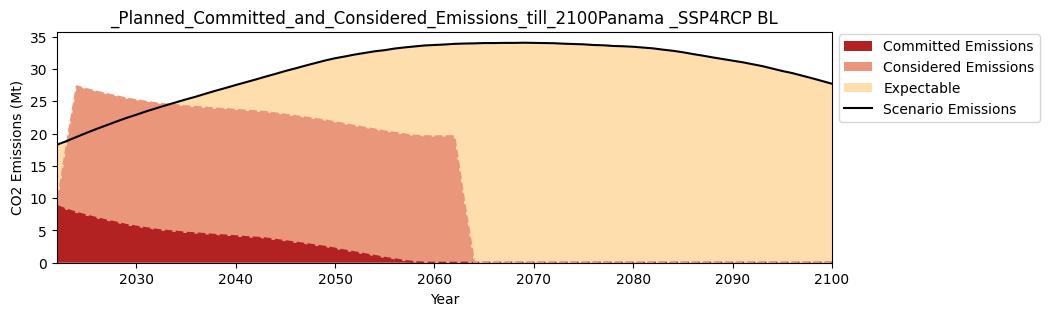 _Planned_Committed_and_Considered_Emissions_till_2100Panama _SSP4RCP BL
35
30
25
20
15
10
5
0
CO2 Emissions (Mt)
2030 2040 2050 2060 2070 2080 2090 2100
Year
Committed Emissions
Considered Emissions
Expectable
Scenario Emissions